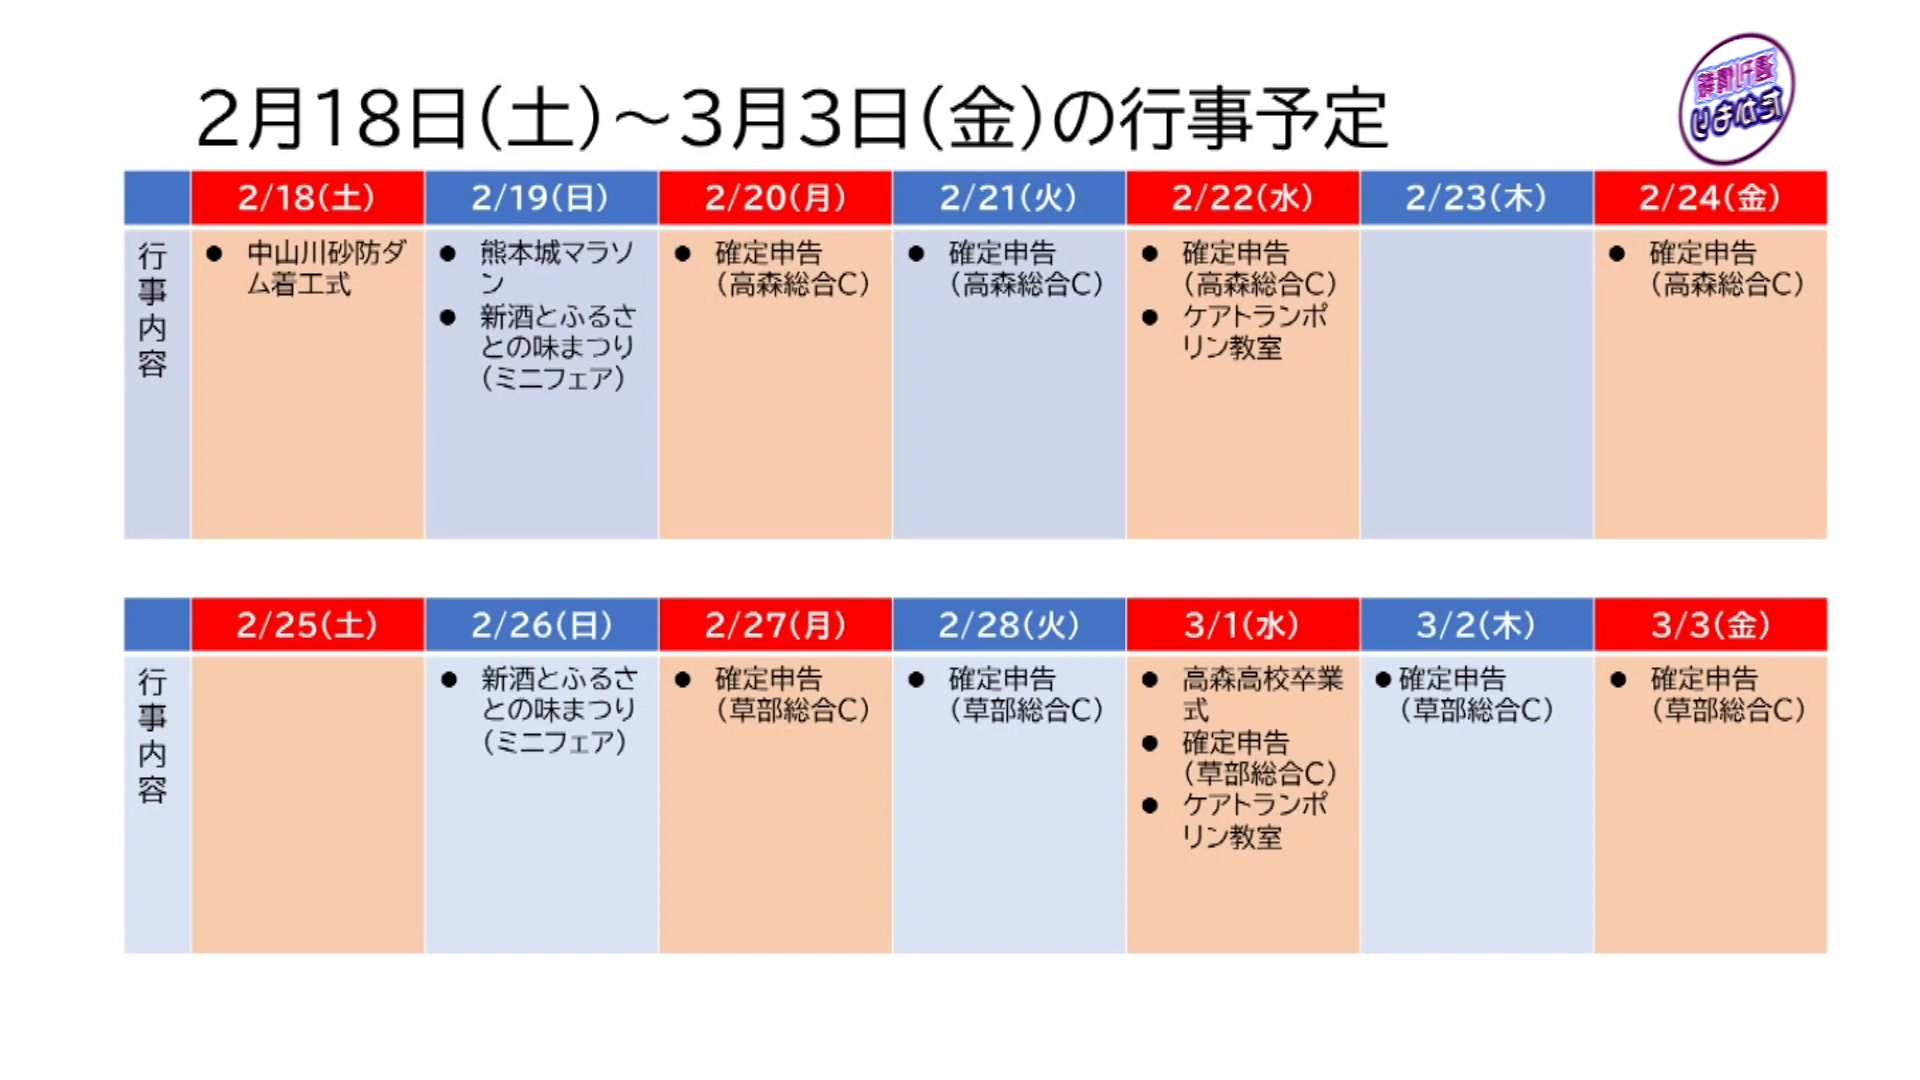 2月18日(土)～3月3日(金)の行事予定
2/18(土)
2/19(日)
2/20(月)
2/21(火)
2/22(水)
2/23(木)
2/24(金)
行
事
内
容
● 中山川砂防ダ
ム着工式
● 熊本城マラソ
ン
● 新酒とふるさ
との味まつり
(ミニフェア)
● 確定申告
(高森総合C)
● 確定申告
(高森総合C)
● 確定申告
(高森総合C)
● ケアトランポ
リン教室
● 確定申告
(高森総合C)
2/25(土)
2/26(日)
2/27(月)
2/28(火)
3/1(水)
3/2(木)
3/3(金)
行
事
内
容
● 新酒とふるさ
との味まつり
(ミニフェア)
● 確定申告
(草部総合C)
● 確定申告
(草部総合C)
● 高森高校卒業
式
● 確定申告
(草部総合C)
● ケアトランポ
リン教室
● 確定申告
(草部総合C)
● 確定申告
(草部総合C)